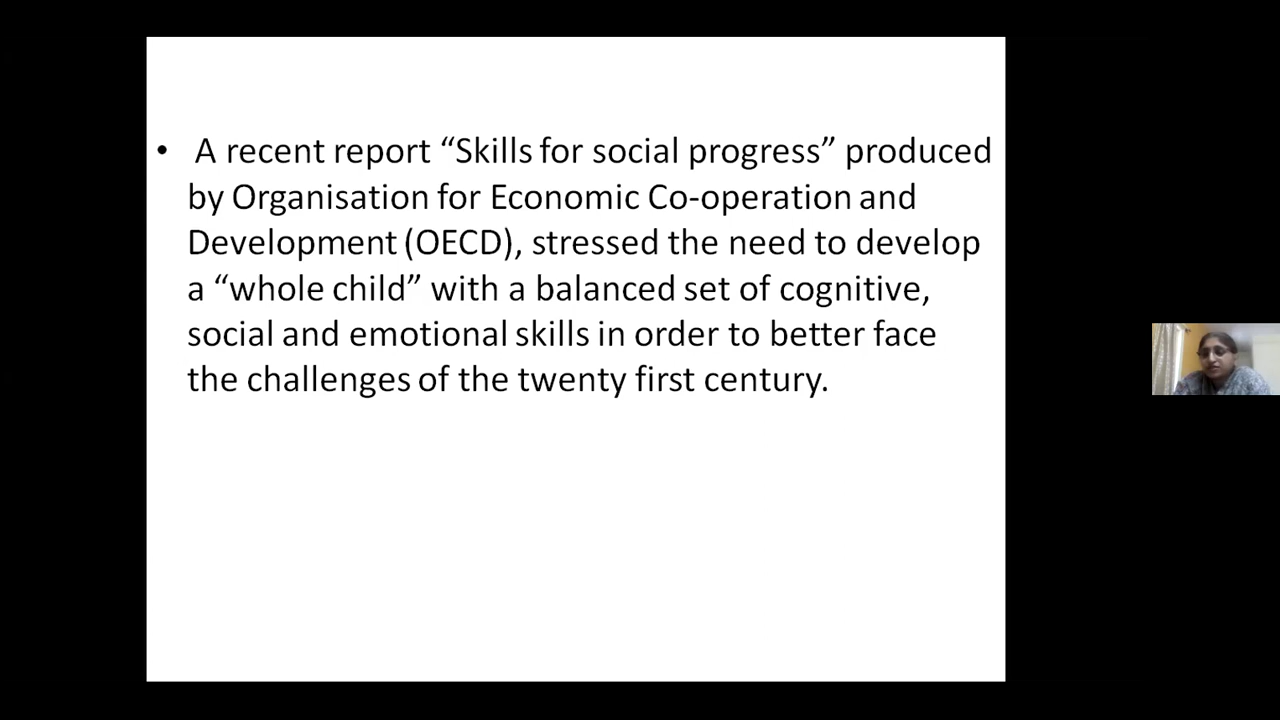 • A recent report “Skills for social progress” produced
by Organisation for Economic Co-operation and
Development (OECD), stressed the need to develop
a “whole child” with a balanced set of cognitive,
social and emotional skills in order to better face
the challenges of the twenty first century.